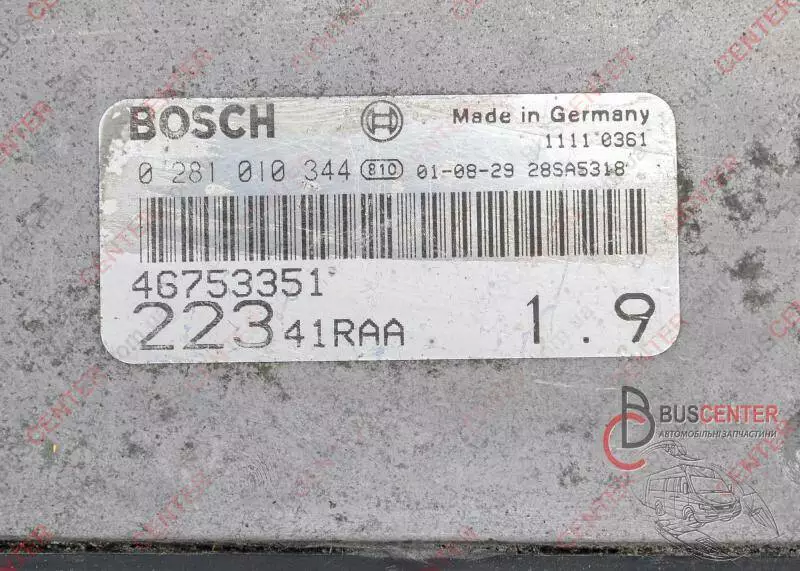 BOSCH Made in Germany
1111 0361
0 281 010 344 810 01-08-29 28SA5318
46753351
223 41RAA 1.9
BUSCENTER
АВТОМОБІЛЬНІ ЗАПЧАСТИНИ